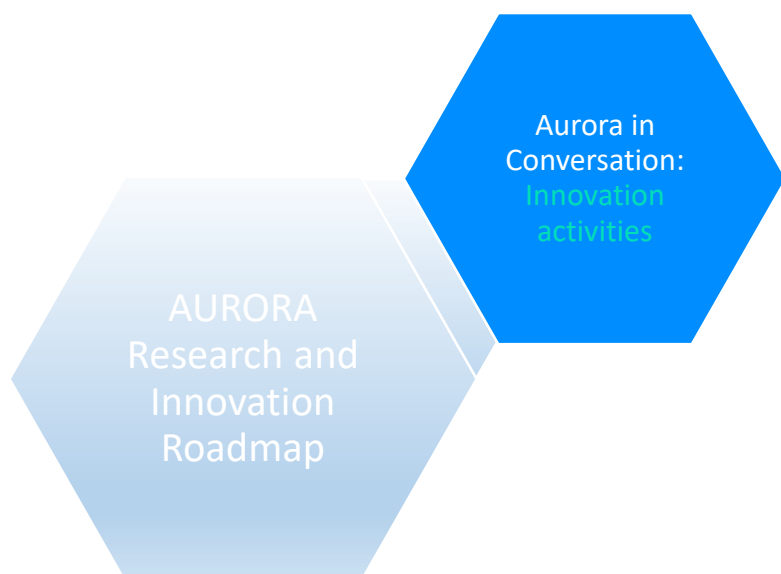 Aurora in
Conversation:
Innovation
activities
AURORA
Research and
Innovation
Roadmap